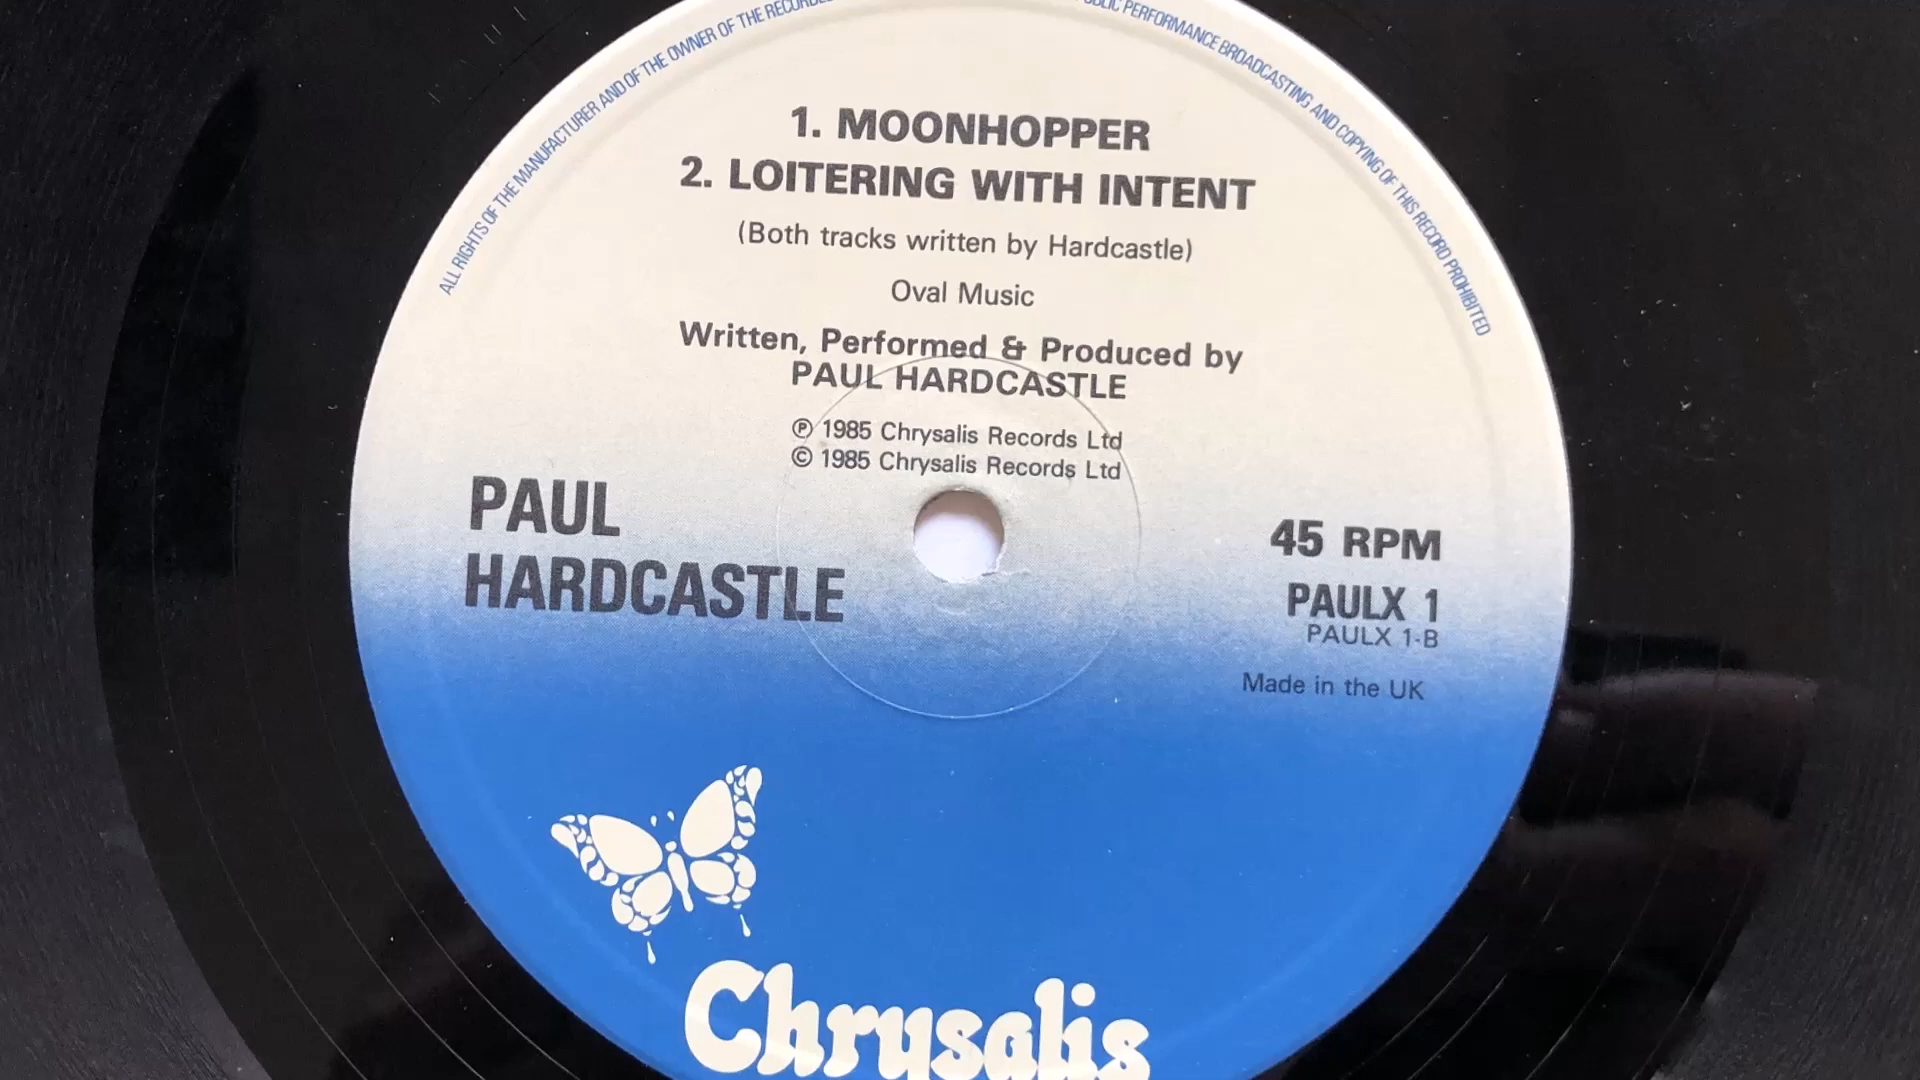 ALL RIGHTS OF THE MANUFACTURER AND OF THE OWNER OF THE
PERFORMANCE BROADCASTING AND COPYING OF THIS RECORD PROHIBITED
1. MOONHOPPER
2. LOITERING WITH INTENT
(Both tracks written by Hardcastle)
Oval Music
Written, Performed & Produced by
PAUL HARDCASTLE
℗ 1985 Chrysalis Records Ltd
© 1985 Chrysalis Records Ltd
PAUL
HARDCASTLE
45 RPM
PAULX 1
PAULX 1-B
Made in the UK
Chrysalis